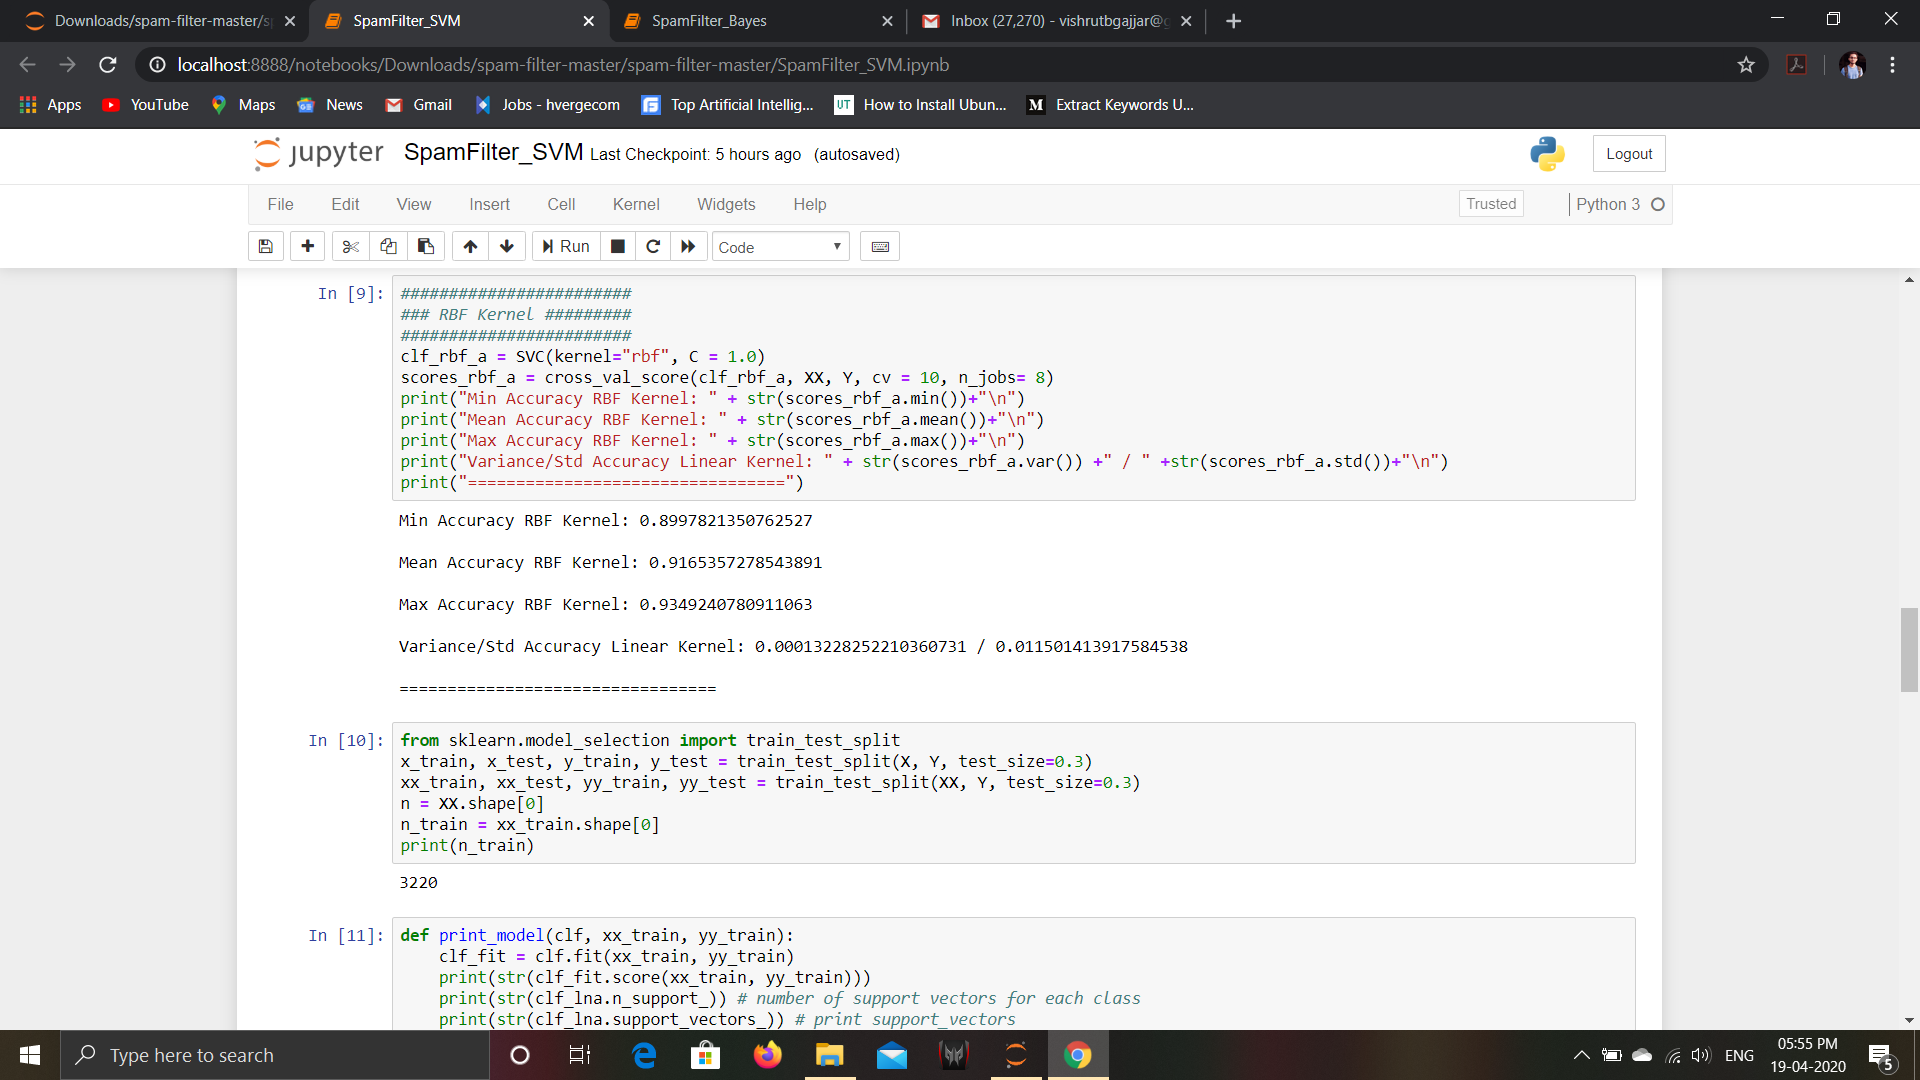 Downloads/spam-filter-master/sp
SpamFilter_SVM
SpamFilter_Bayes
Inbox (27,270) - vishrutbgajjar@g
localhost:8888/notebooks/Downloads/spam-filter-master/spam-filter-master/SpamFilter_SVM.ipynb
Apps YouTube Maps News Gmail Jobs - hvergecom Top Artificial Intellig... UT How to Install Ubun... M Extract Keywords U...
jupyter SpamFilter_SVM Last Checkpoint: 5 hours ago (autosaved) Logout
File Edit View Insert Cell Kernel Widgets Help Trusted Python 3
Run Code
In [9]: ########################
### RBF Kernel #########
########################
clf_rbf_a = SVC(kernel="rbf", C = 1.0)
scores_rbf_a = cross_val_score(clf_rbf_a, XX, Y, cv = 10, n_jobs= 8)
print("Min Accuracy RBF Kernel: " + str(scores_rbf_a.min())+"\n")
print("Mean Accuracy RBF Kernel: " + str(scores_rbf_a.mean())+"\n")
print("Max Accuracy RBF Kernel: " + str(scores_rbf_a.max())+"\n")
print("Variance/Std Accuracy Linear Kernel: " + str(scores_rbf_a.var()) +" / " +str(scores_rbf_a.std())+"\n")
print("=================================")
Min Accuracy RBF Kernel: 0.8997821350762527
Mean Accuracy RBF Kernel: 0.9165357278543891
Max Accuracy RBF Kernel: 0.9349240780911063
Variance/Std Accuracy Linear Kernel: 0.00013228252210360731 / 0.011501413917584538
=================================
In [10]: from sklearn.model_selection import train_test_split
x_train, x_test, y_train, y_test = train_test_split(X, Y, test_size=0.3)
xx_train, xx_test, yy_train, yy_test = train_test_split(XX, Y, test_size=0.3)
n = XX.shape[0]
n_train = xx_train.shape[0]
print(n_train)
3220
In [11]: def print_model(clf, xx_train, yy_train):
clf_fit = clf.fit(xx_train, yy_train)
print(str(clf_fit.score(xx_train, yy_train)))
print(str(clf_lna.n_support_)) # number of support vectors for each class
print(str(clf_lna.support_vectors_)) # print support_vectors
Type here to search
ENG
05:55 PM
19-04-2020
5